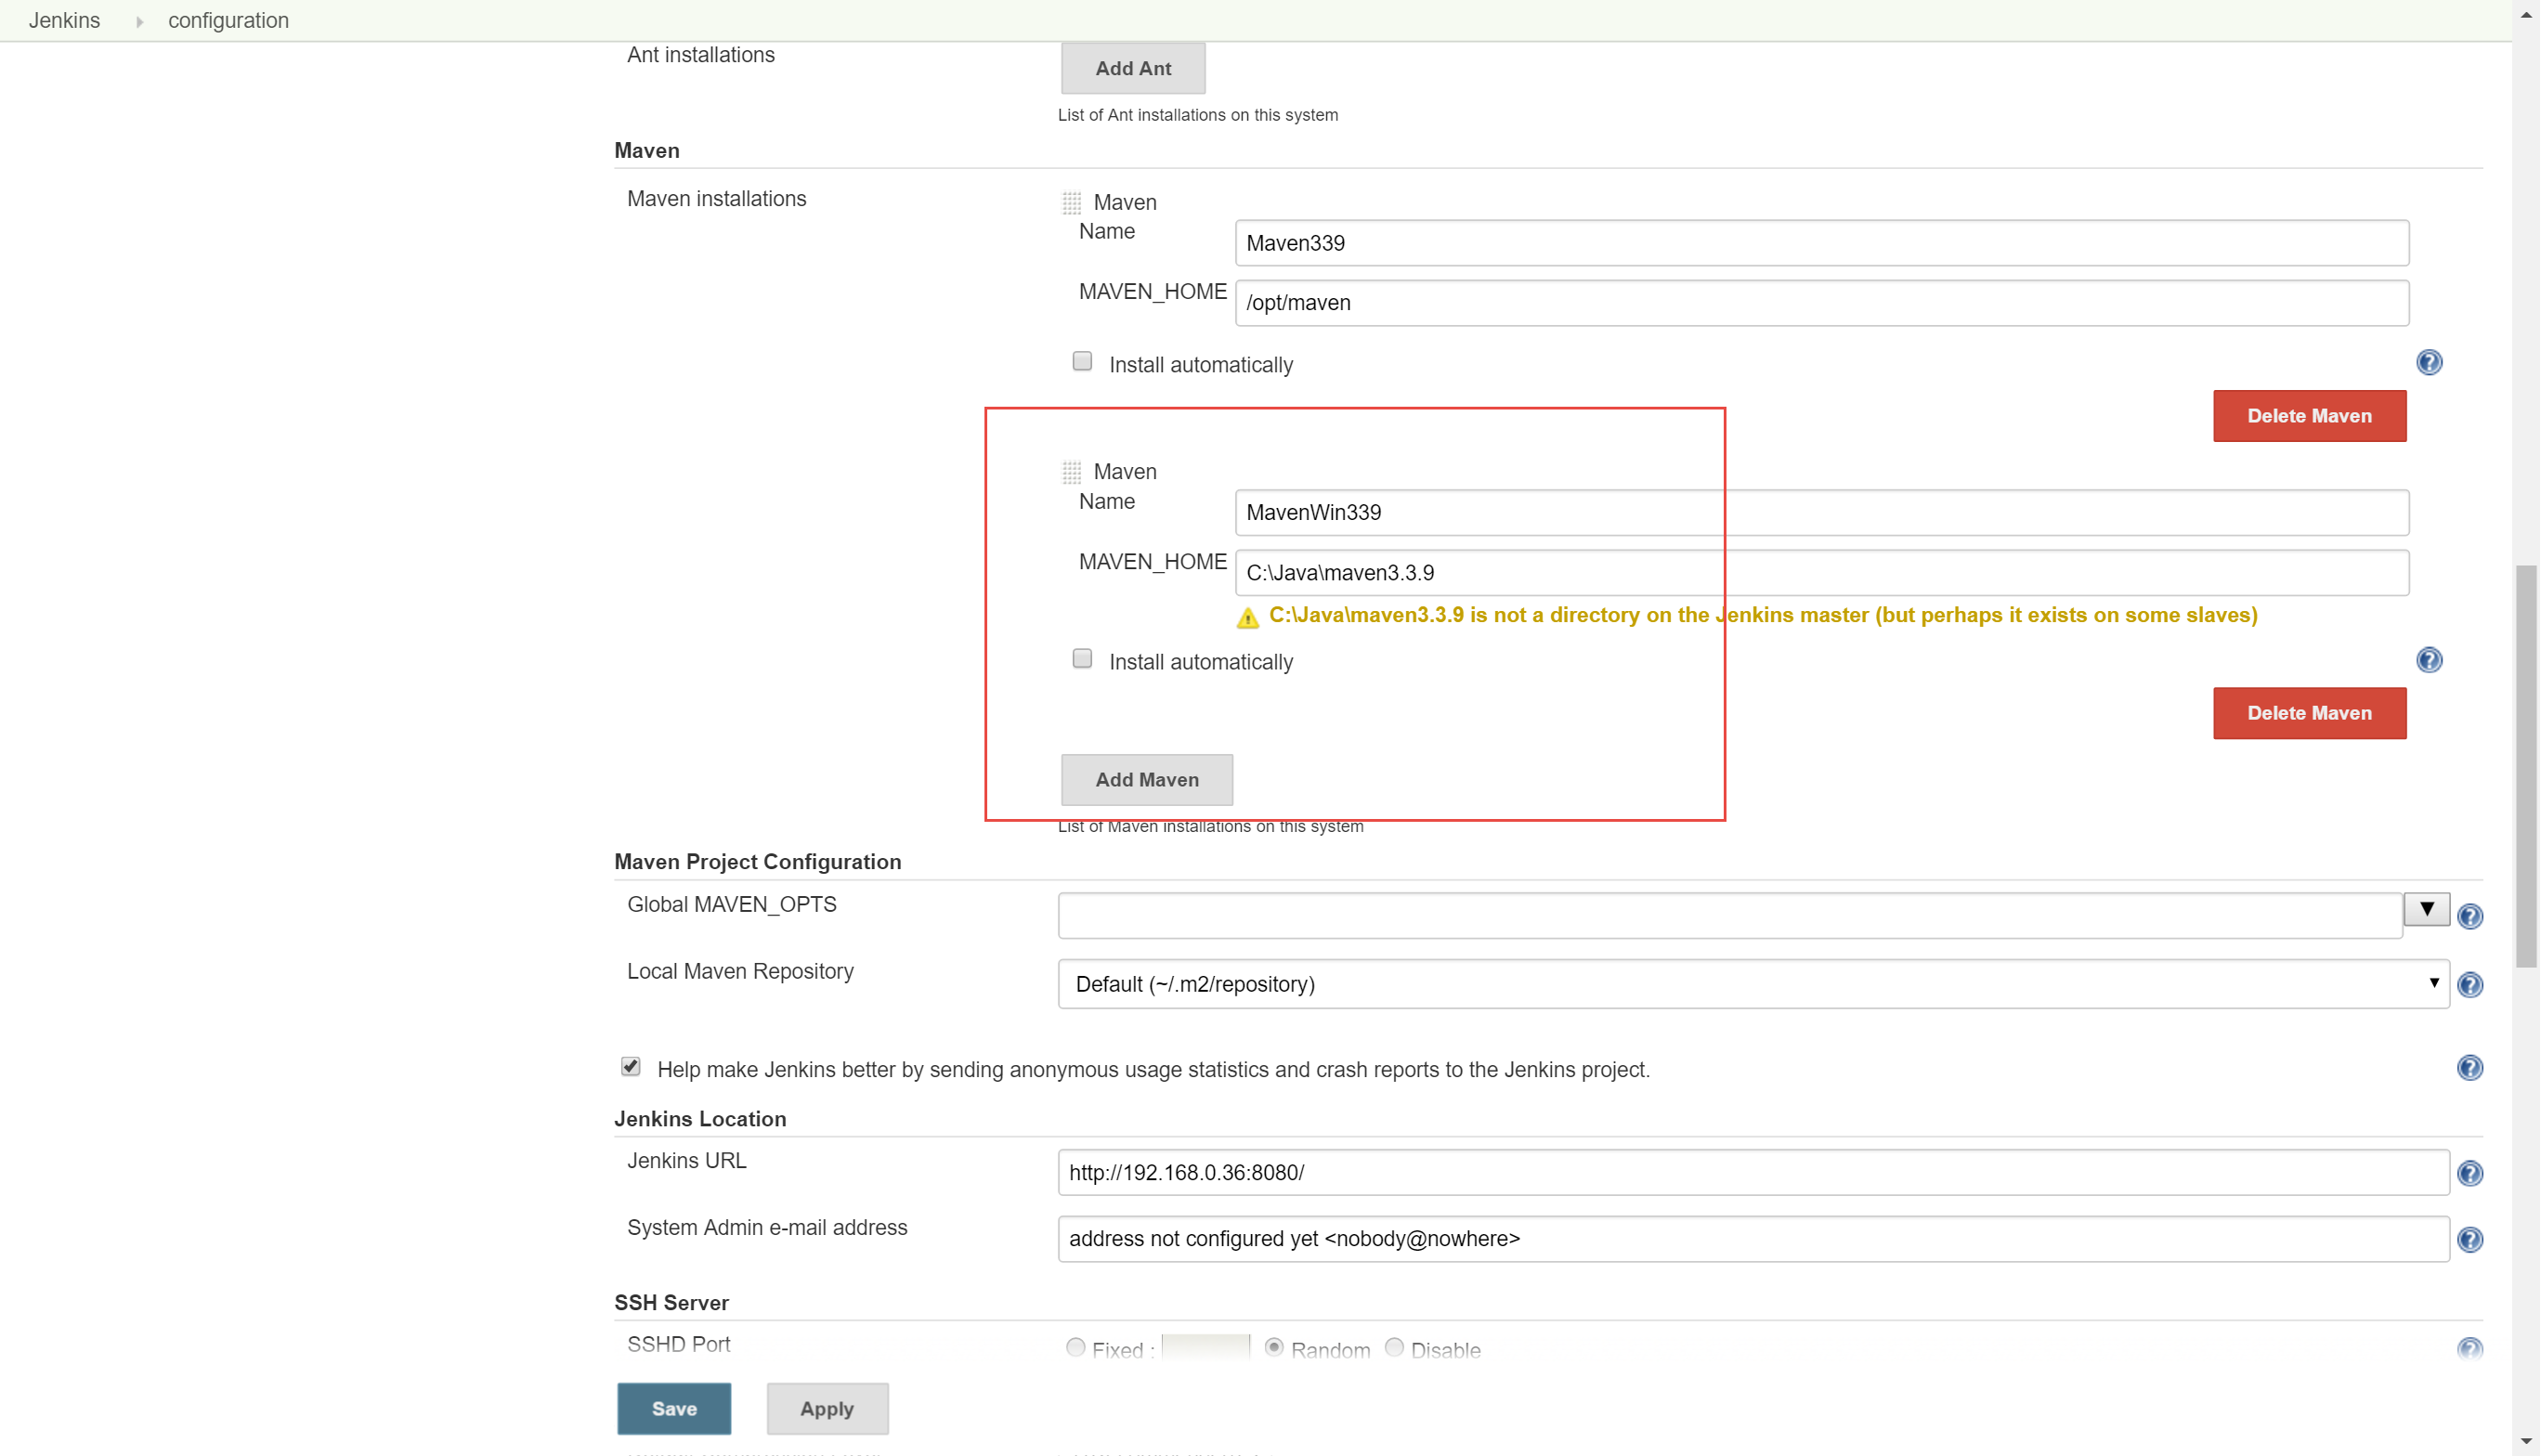 Jenkins configuration
Ant installations
Add Ant
List of Ant installations on this system
Maven
Maven installations
Maven
Name
Maven339
MAVEN_HOME
/opt/maven
Install automatically
Delete Maven
Maven
Name
MavenWin339
MAVEN_HOME
C:\Java\maven3.3.9
C:\Java\maven3.3.9 is not a directory on the Jenkins master (but perhaps it exists on some slaves)
Install automatically
Delete Maven
Add Maven
List of Maven installations on this system
Maven Project Configuration
Global MAVEN_OPTS
Local Maven Repository
Default (~/.m2/repository)
Help make Jenkins better by sending anonymous usage statistics and crash reports to the Jenkins project.
Jenkins Location
Jenkins URL
http://192.168.0.36:8080/
System Admin e-mail address
address not configured yet <nobody@nowhere>
SSH Server
SSHD Port
Fixed : Random Disable
Save Apply